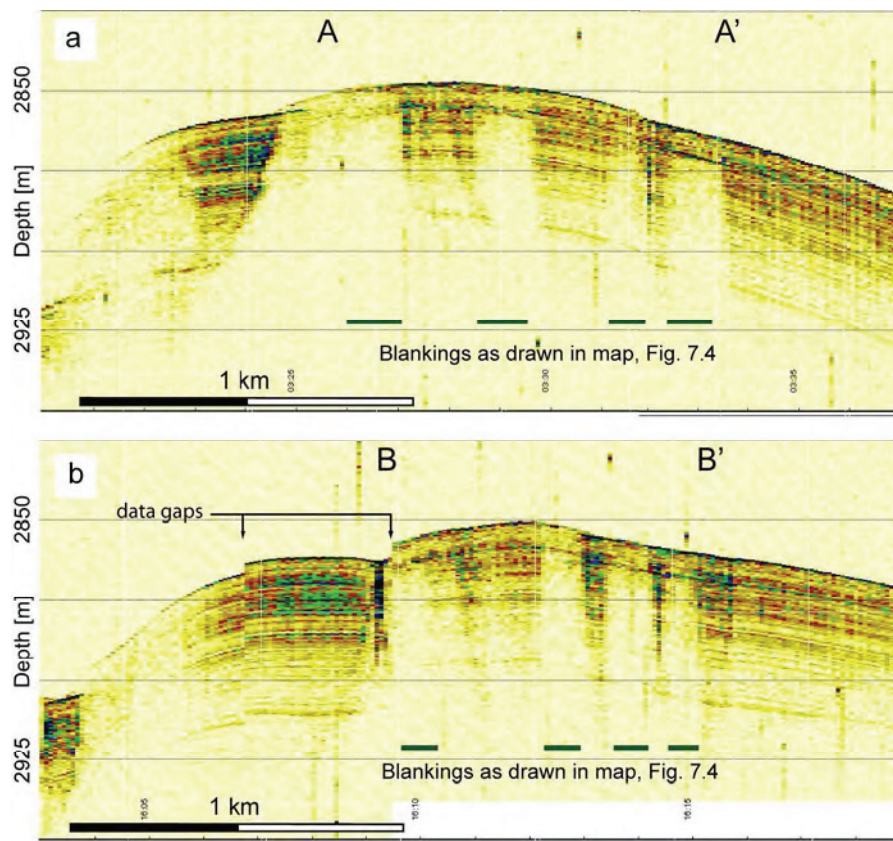 a
A
A'
2850
Depth [m]
2925
Blankings as drawn in map, Fig. 7.4
03:25
03:30
03:35
1 km
b
B
B'
data gaps
2850
Depth [m]
2925
Blankings as drawn in map, Fig. 7.4
16:05
16:10
16:15
1 km